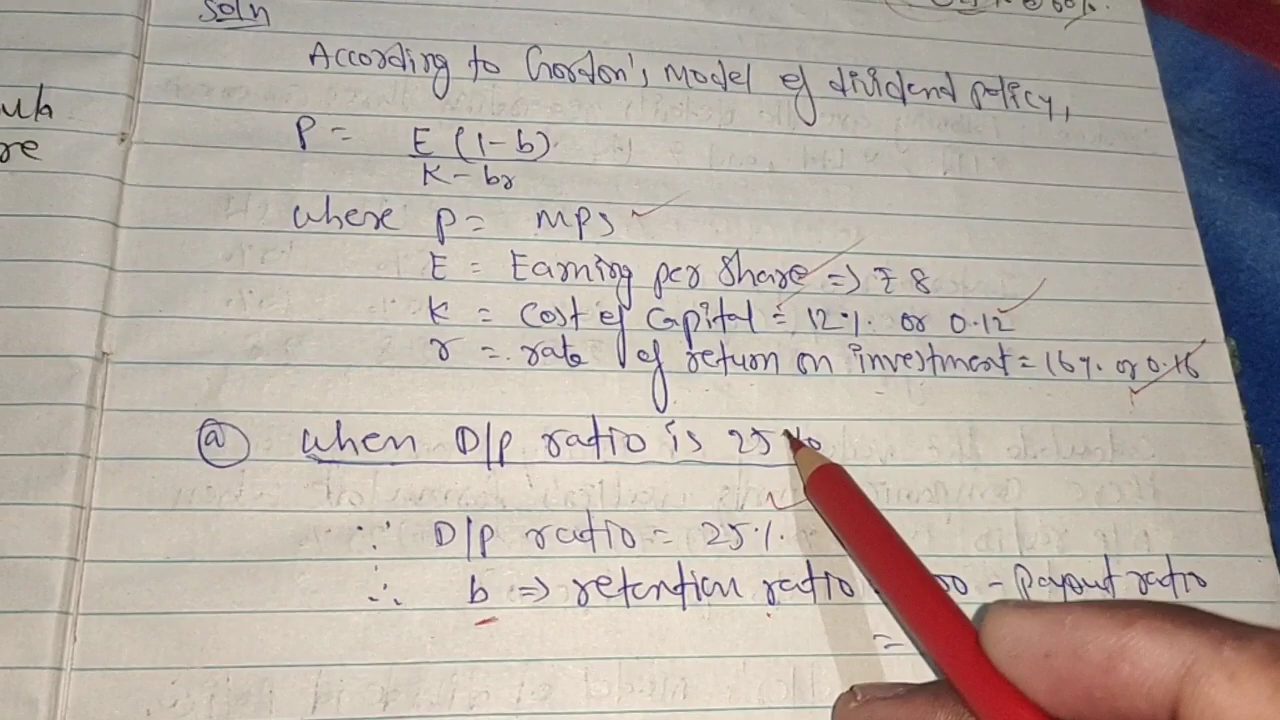 Soln
According to Gordon's Model of dividend policy,
P = E (1-b)
K - br
where P = MPS
E = Earning per Share => ₹ 8
K = Cost of Capital = 12% or 0.12
r = rate of return on investment = 16% or 0.16
(a) when D/P ratio is 25%
∵ D/P ratio = 25%
∴ b => retention ratio - Payout ratio
=